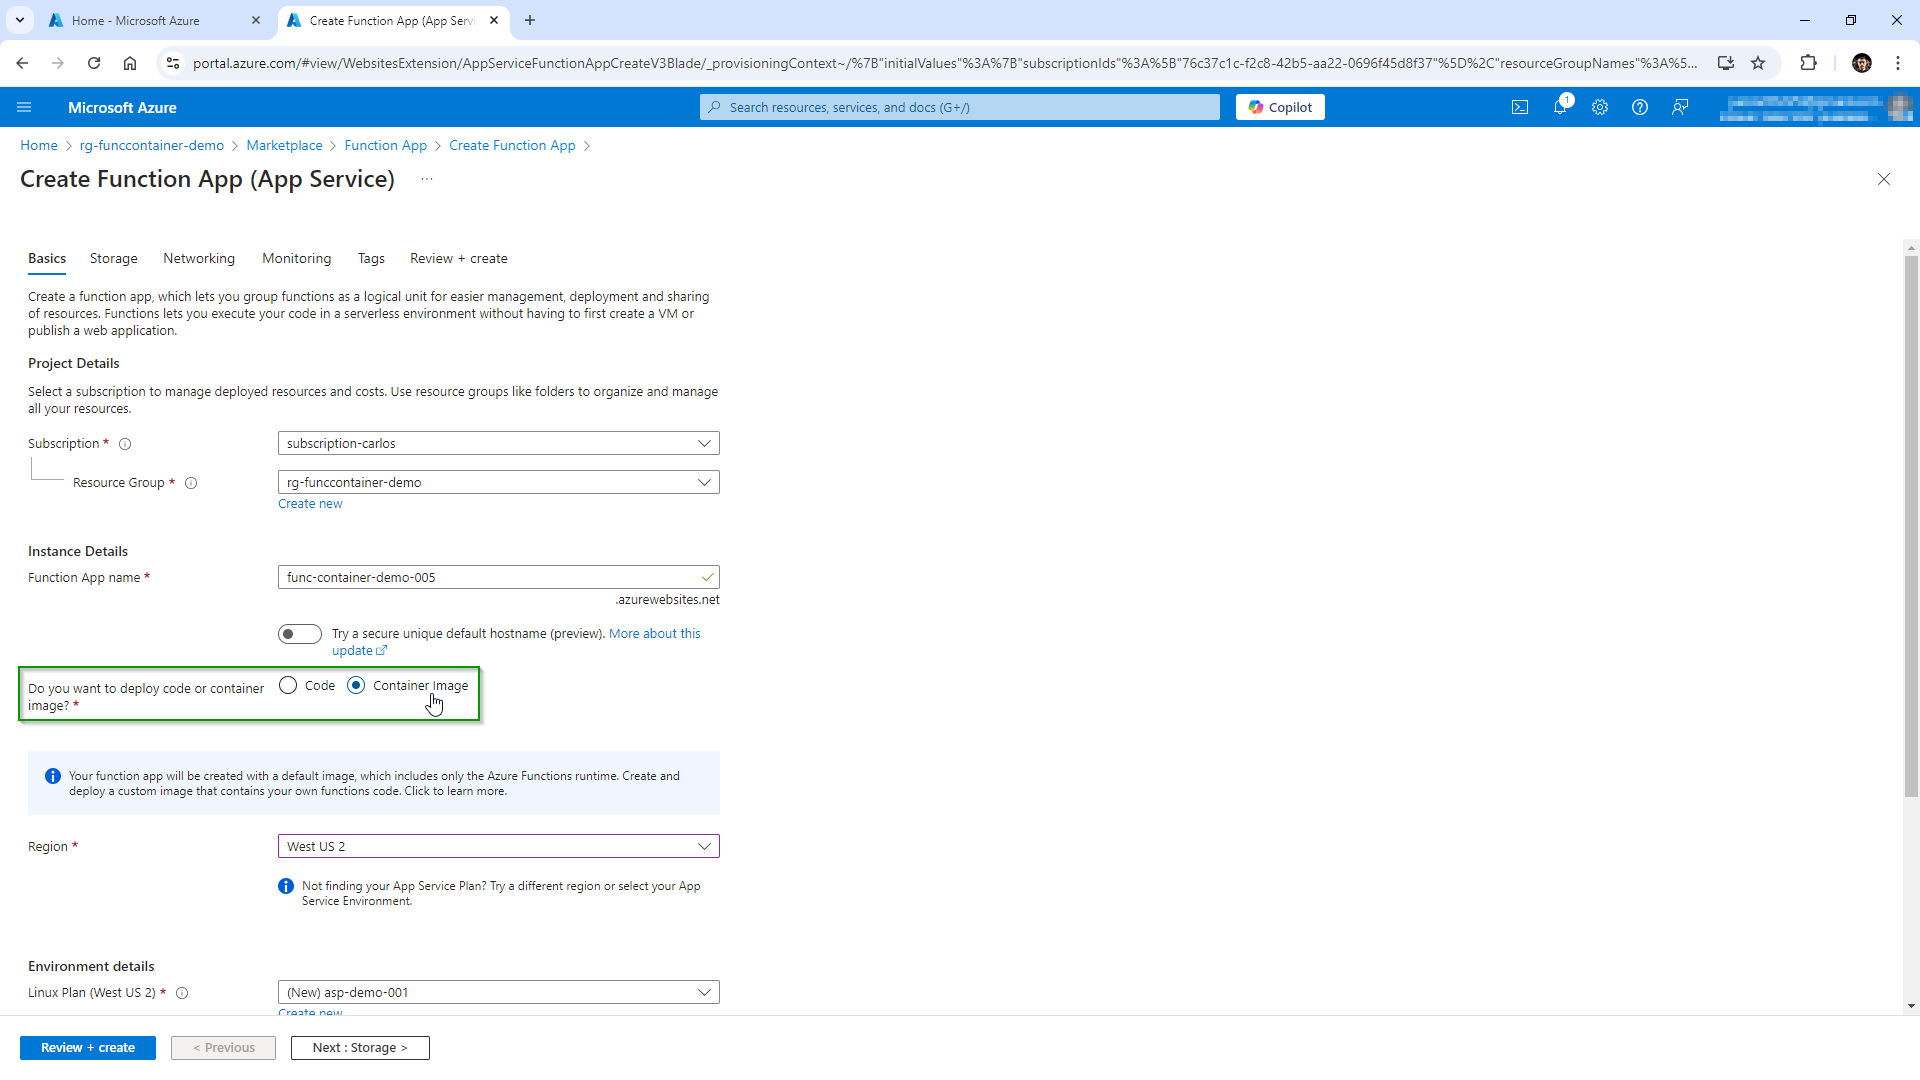 Home - Microsoft Azure
Create Function App (App Servi
portal.azure.com/#view/WebsitesExtension/AppServiceFunctionAppCreateV3Blade/_provisioningContext~/%7B"initialValues"%3A%7B"subscriptionIds"%3A%5B"76c37c1c-f2c8-42b5-aa22-0696f45d8f37"%5D%2C"resourceGroupNames"%3A%5...
Microsoft Azure
Search resources, services, and docs (G+/)
Copilot
1
Home > rg-funccontainer-demo > Marketplace > Function App > Create Function App >
Create Function App (App Service) ...
Basics Storage Networking Monitoring Tags Review + create
Create a function app, which lets you group functions as a logical unit for easier management, deployment and sharing
of resources. Functions lets you execute your code in a serverless environment without having to first create a VM or
publish a web application.
Project Details
Select a subscription to manage deployed resources and costs. Use resource groups like folders to organize and manage
all your resources.
Subscription *
subscription-carlos
Resource Group *
rg-funccontainer-demo
Create new
Instance Details
Function App name *
func-container-demo-005
.azurewebsites.net
Try a secure unique default hostname (preview). More about this
update
Do you want to deploy code or container
image? *
Code
Container Image
Your function app will be created with a default image, which includes only the Azure Functions runtime. Create and
deploy a custom image that contains your own functions code. Click to learn more.
Region *
West US 2
Not finding your App Service Plan? Try a different region or select your App
Service Environment.
Environment details
Linux Plan (West US 2) *
(New) asp-demo-001
Create new
Review + create
< Previous
Next : Storage >